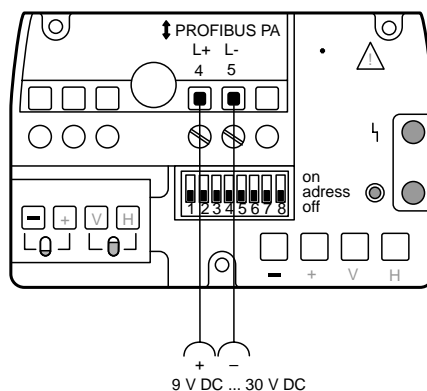 PROFIBUS PA
L+ L-
4 5
on
adress
off
1 2 3 4 5 6 7 8
- + V H
- + V H
+ –
9 V DC ... 30 V DC